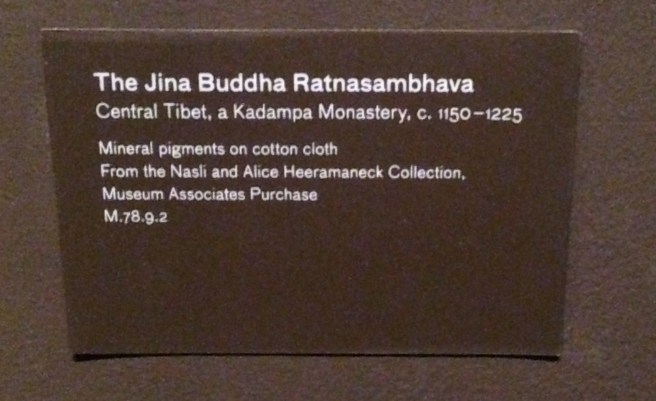 The Jina Buddha Ratnasambhava
Central Tibet, a Kadampa Monastery, c. 1150–1225
Mineral pigments on cotton cloth
From the Nasli and Alice Heeramaneck Collection,
Museum Associates Purchase
M.78.9.2